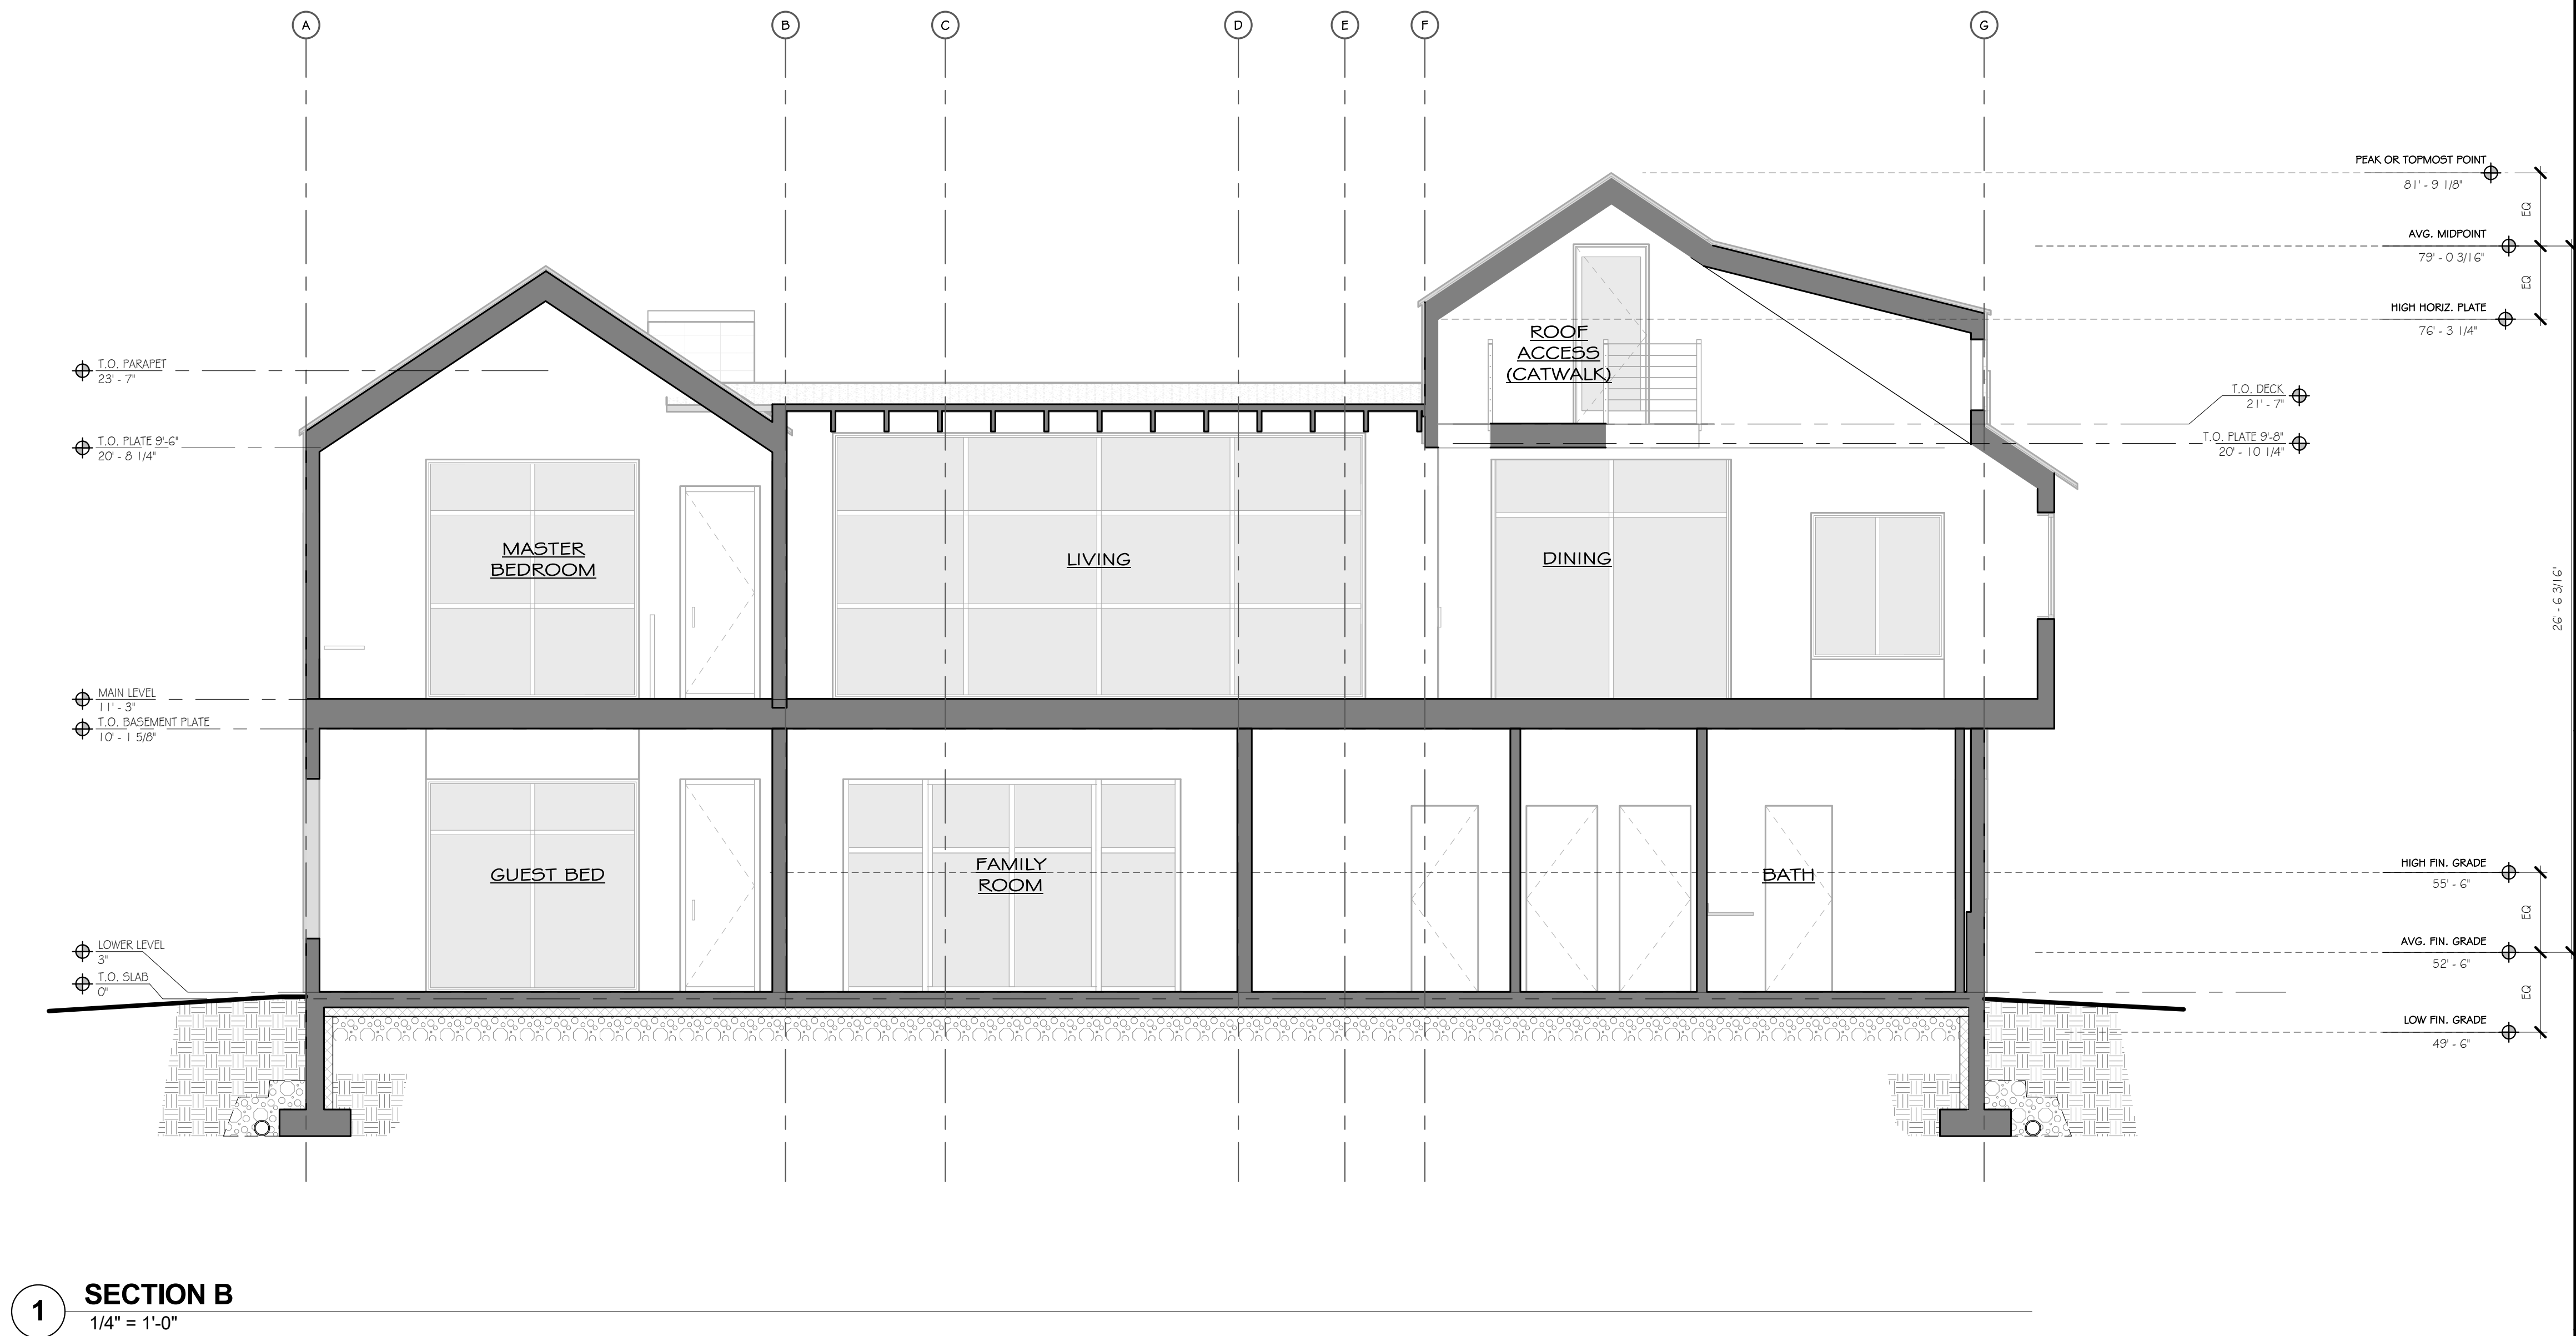 A B C D E F G
PEAK OR TOPMOST POINT
81' - 9 1/8"
EQ
AVG. MIDPOINT
79' - 0 3/16"
EQ
HIGH HORIZ. PLATE
76' - 3 1/4"
ROOF
ACCESS
(CATWALK)
T.O. PARAPET
23' - 7"
T.O. DECK
21' - 7"
T.O. PLATE 9'-6"
20' - 8 1/4"
T.O. PLATE 9'-8"
20' - 10 1/4"
MASTER
BEDROOM
LIVING
DINING
26' - 6 3/16"
MAIN LEVEL
11' - 3"
T.O. BASEMENT PLATE
10' - 1 5/8"
GUEST BED
FAMILY
ROOM
BATH
HIGH FIN. GRADE
55' - 6"
EQ
LOWER LEVEL
3"
AVG. FIN. GRADE
52' - 6"
T.O. SLAB
0"
EQ
LOW FIN. GRADE
49' - 6"
1 SECTION B
1/4" = 1'-0"